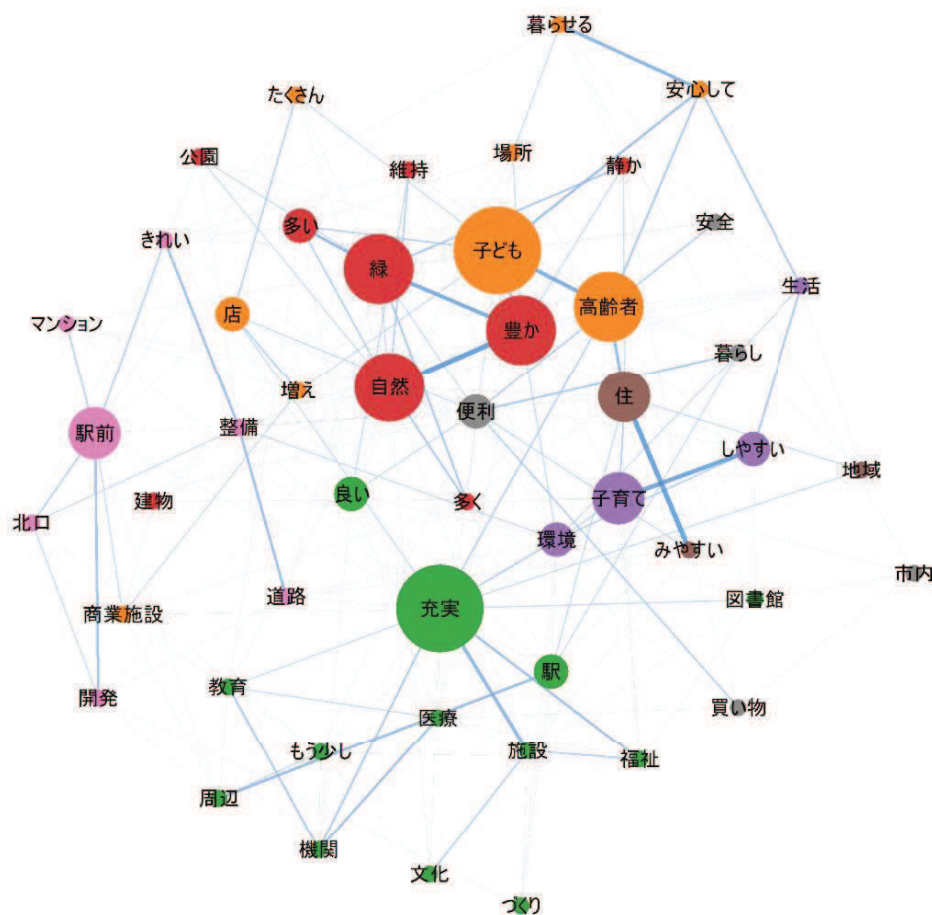 暮らせる
安心して
たくさん
公園
維持
場所
静か
多い
きれい
子ども
安全
緑
生活
店
高齢者
マンション
豊か
暮らし
自然
増え
便利
住
駅前
整備
しやすい
地域
建物
良い
多く
子育て
北口
環境
みやすい
市内
商業施設
道路
充実
図書館
開発
教育
駅
医療
買い物
もう少し
施設
福祉
周辺
機関
文化
づくり